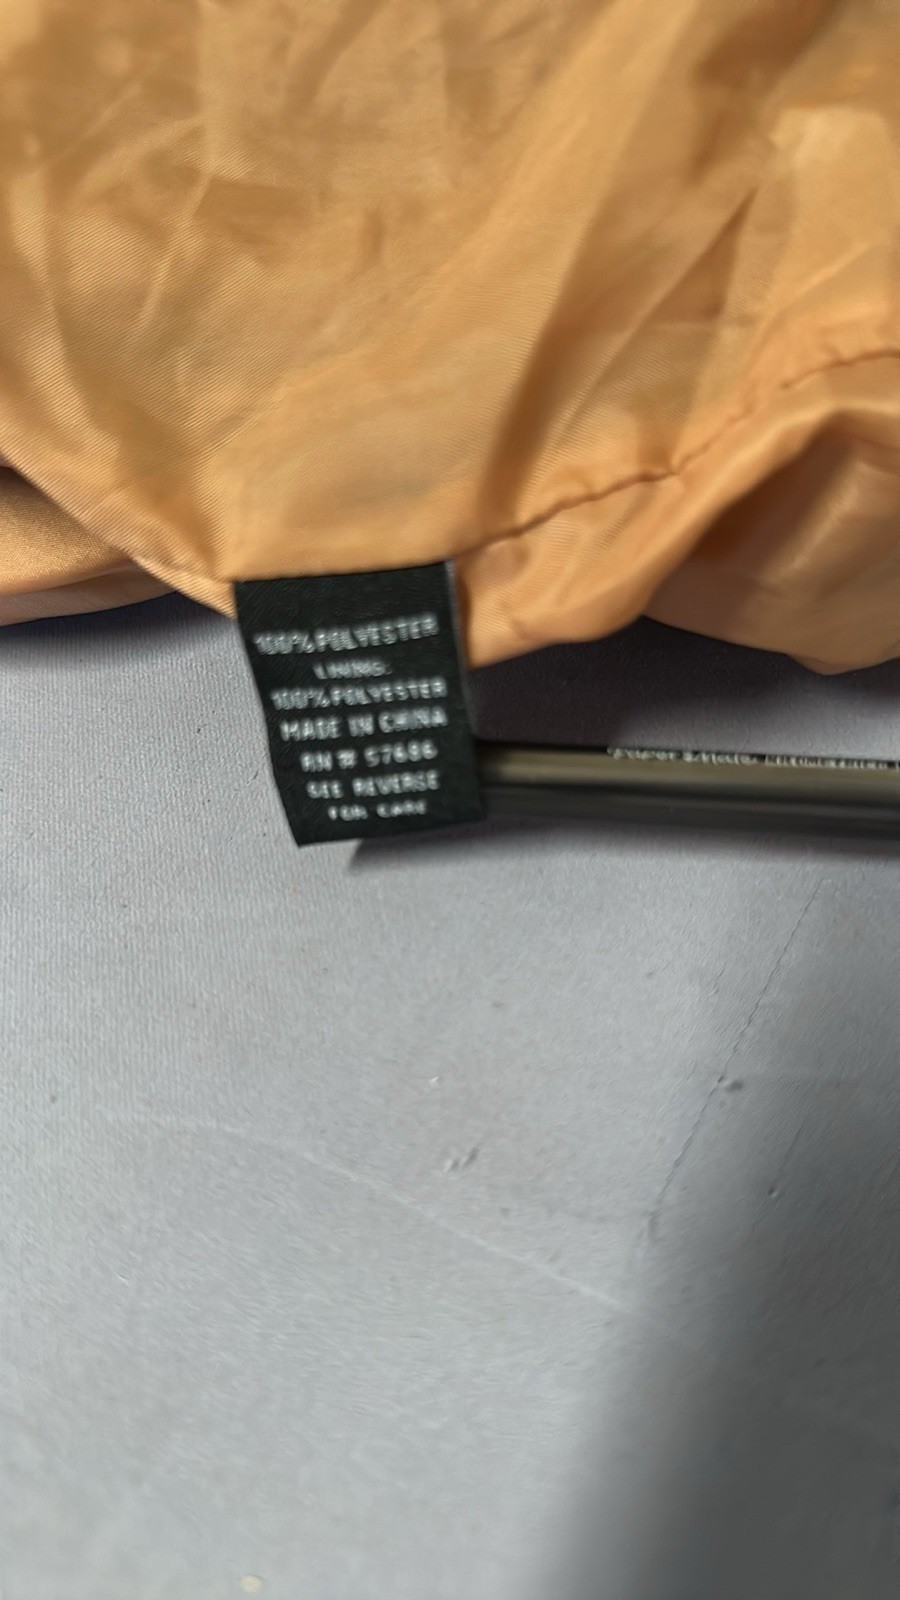 100% POLYESTER
LINING:
100% POLYESTER
MADE IN CHINA
RN # 57686
SEE REVERSE
FOR CARE